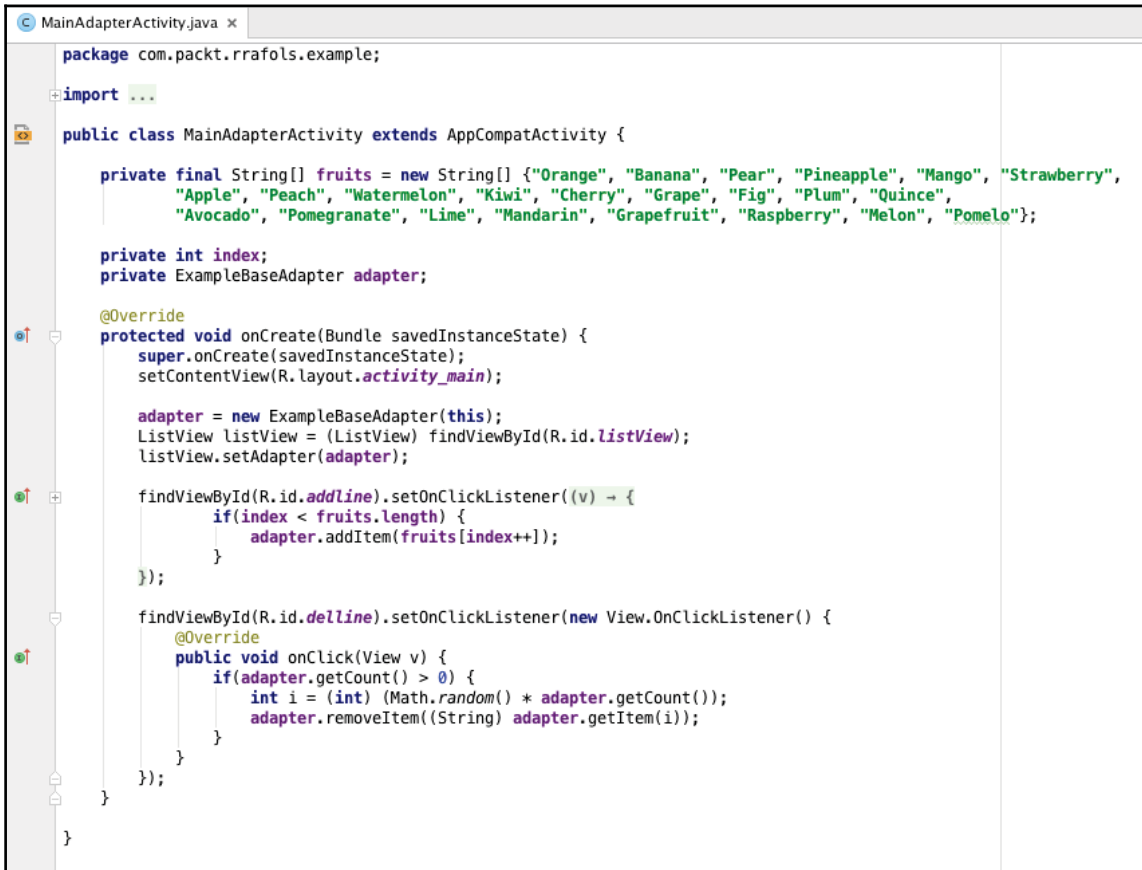 MainAdapterActivity.java ×
package com.packt.rrafols.example;
import ...
public class MainAdapterActivity extends AppCompatActivity {
private final String[] fruits = new String[] {"Orange", "Banana", "Pear", "Pineapple", "Mango", "Strawberry",
"Apple", "Peach", "Watermelon", "Kiwi", "Cherry", "Grape", "Fig", "Plum", "Quince",
"Avocado", "Pomegranate", "Lime", "Mandarin", "Grapefruit", "Raspberry", "Melon", "Pomelo"};
private int index;
private ExampleBaseAdapter adapter;
@Override
protected void onCreate(Bundle savedInstanceState) {
super.onCreate(savedInstanceState);
setContentView(R.layout.activity_main);
adapter = new ExampleBaseAdapter(this);
ListView listView = (ListView) findViewById(R.id.listView);
listView.setAdapter(adapter);
findViewById(R.id.addline).setOnClickListener((v) → {
if(index < fruits.length) {
adapter.addItem(fruits[index++]);
}
});
findViewById(R.id.delline).setOnClickListener(new View.OnClickListener() {
@Override
public void onClick(View v) {
if(adapter.getCount() > 0) {
int i = (int) (Math.random() * adapter.getCount());
adapter.removeItem((String) adapter.getItem(i));
}
}
});
}
}